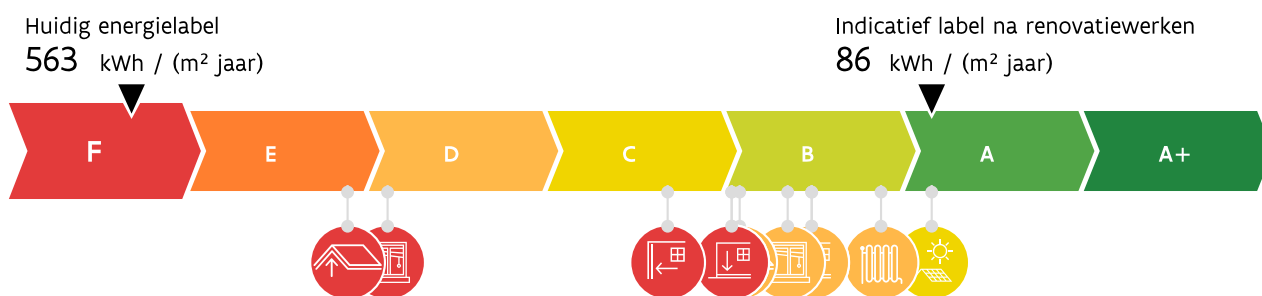 Huidig energielabel
563 kWh / (m² jaar)
Indicatief label na renovatiewerken
86 kWh / (m² jaar)
F E D C B A A+